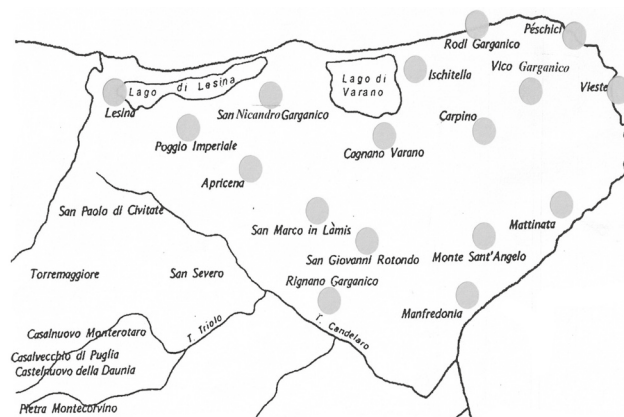 Rodi Garganico
Péschici
Lago di
Varano
Ischitella
Vico Garganico
Lago di Lesina
Vieste
Lesina
San Nicandro Garganico
Carpino
Poggio Imperiale
Cagnano Varano
Apricena
San Paolo di Civitate
San Marco in Làmis
Mattinata
San Giovanni Rotondo
Monte Sant'Angelo
Torremaggiore
San Severo
Rignano Garganico
Manfredonia
T. Triolo
T. Candelaro
Casalnuovo Monterotaro
Casalvecchio di Puglia
Castelnuovo della Daunia
Pietra Montecorvino